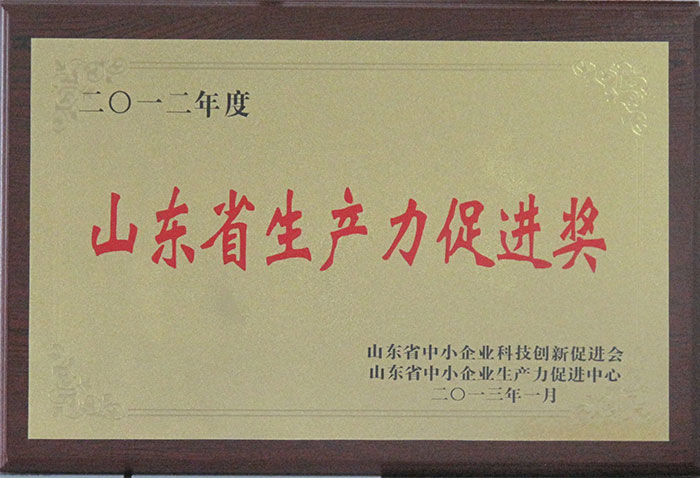 二〇一二年度
山东省生产力促进奖
山东省中小企业科技创新促进会
山东省中小企业生产力促进中心
二〇一三年一月